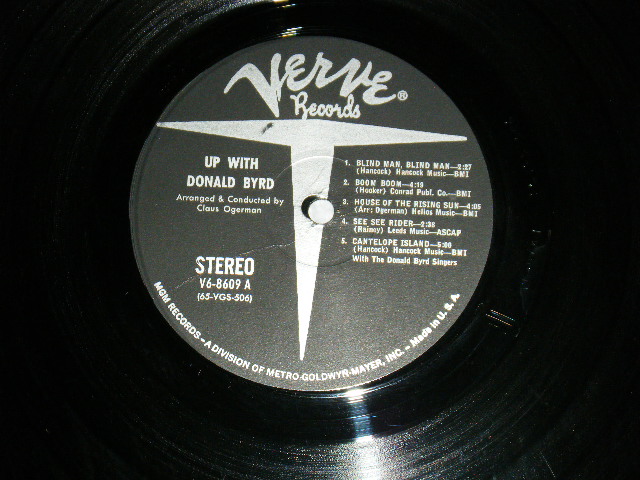 Verve®
Records
UP WITH
DONALD BYRD
Arranged & Conducted by
Claus Ogerman
STEREO
V6-8609 A
(65-VGS-506)
1. BLIND MAN, BLIND MAN—2:27
(Hancock) Hancock Music—BMI
2. BOOM BOOM—4:19
(Hooker) Conrad Publ. Co.—BMI
3. HOUSE OF THE RISING SUN—4:05
(Arr: Ogerman) Helios Music—BMI
4. SEE SEE RIDER—2:38
(Rainey) Leeds Music—ASCAP
5. CANTELOPE ISLAND—5:00
(Hancock) Hancock Music—BMI
With The Donald Byrd Singers
MGM RECORDS—A DIVISION OF METRO-GOLDWYR-MAYER, INC.—Made in U.S.A.